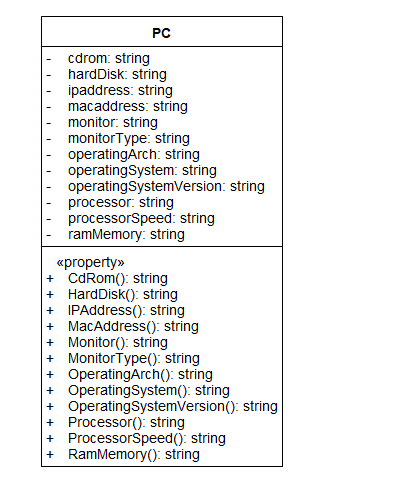 PC
- cdrom: string
- hardDisk: string
- ipaddress: string
- macaddress: string
- monitor: string
- monitorType: string
- operatingArch: string
- operatingSystem: string
- operatingSystemVersion: string
- processor: string
- processorSpeed: string
- ramMemory: string
«property»
+ CdRom(): string
+ HardDisk(): string
+ IPAddress(): string
+ MacAddress(): string
+ Monitor(): string
+ MonitorType(): string
+ OperatingArch(): string
+ OperatingSystem(): string
+ OperatingSystemVersion(): string
+ Processor(): string
+ ProcessorSpeed(): string
+ RamMemory(): string